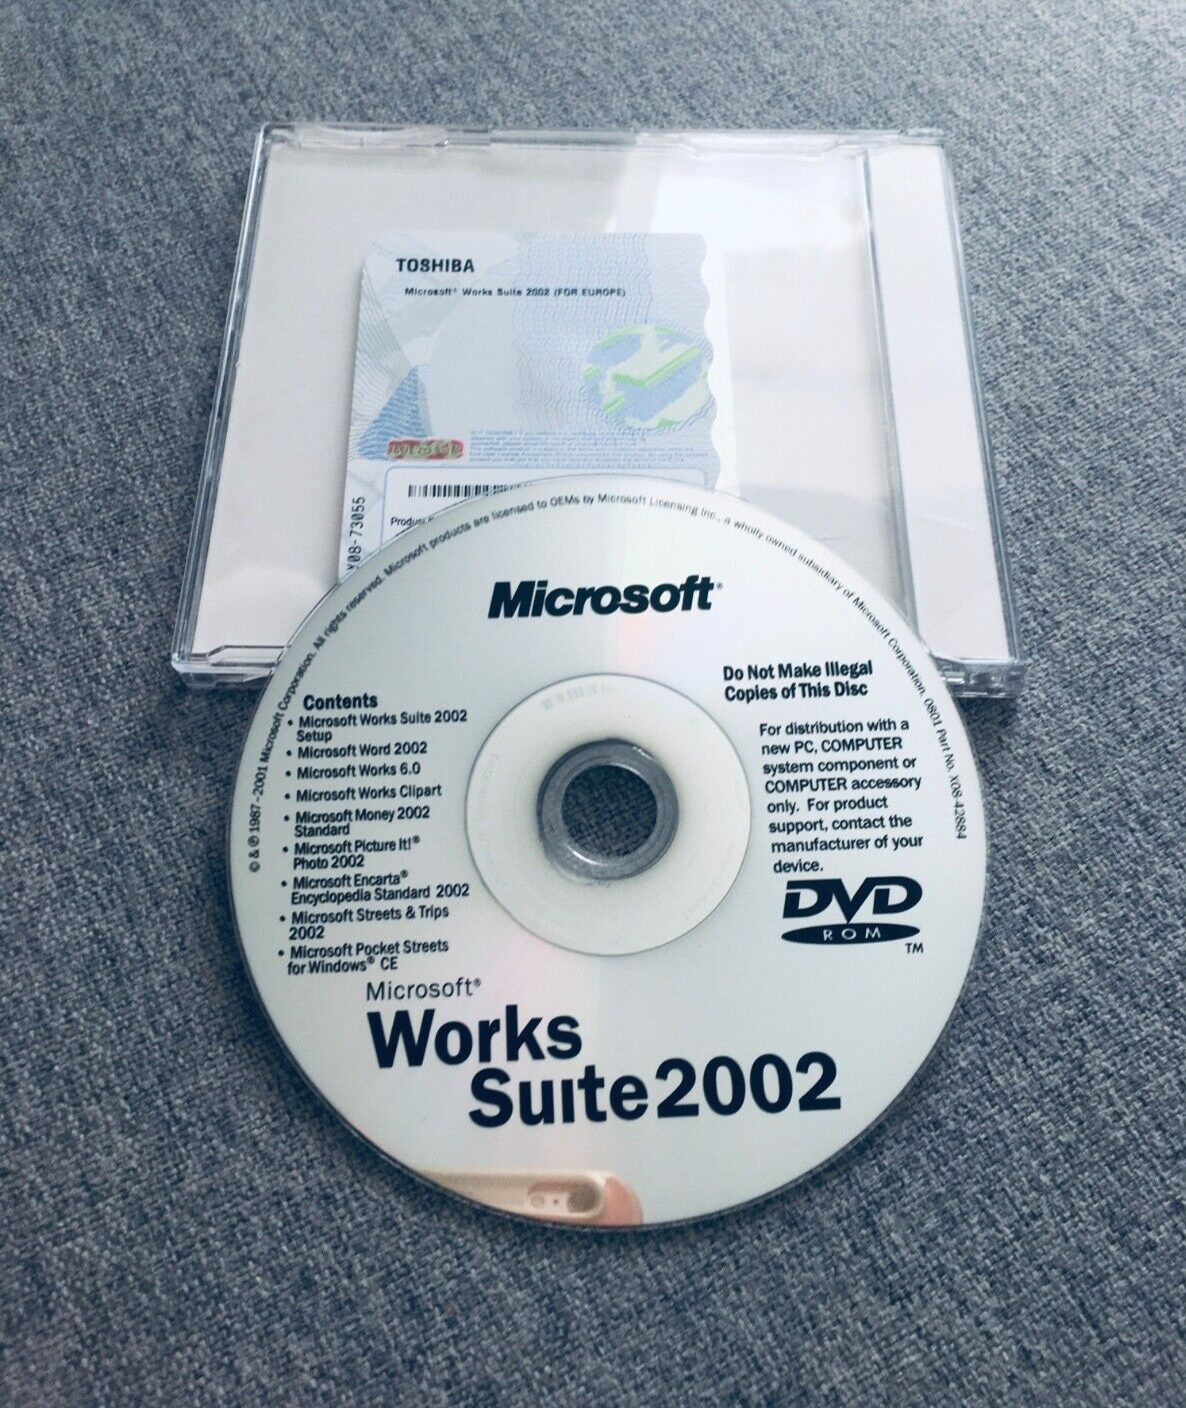 TOSHIBA
Microsoft® Works Suite 2002 (FOR EUROPE)
Y08-73055
© & ℗ 1987 - 2001 Microsoft Corporation. All rights reserved. Microsoft products are licensed to OEMs by Microsoft Licensing Inc., a wholly owned subsidiary of Microsoft Corporation. 0801 Part No. X08-42884
Microsoft®
Contents
• Microsoft Works Suite 2002
Setup
• Microsoft Word 2002
• Microsoft Works 6.0
• Microsoft Works Clipart
• Microsoft Money 2002
Standard
• Microsoft Picture It!®
Photo 2002
• Microsoft Encarta®
Encyclopedia Standard 2002
• Microsoft Streets & Trips
2002
• Microsoft Pocket Streets
for Windows® CE
Do Not Make Illegal
Copies of This Disc
For distribution with a
new PC, COMPUTER
system component or
COMPUTER accessory
only. For product
support, contact the
manufacturer of your
device.
DVD
ROM
TM
Microsoft®
Works
Suite 2002